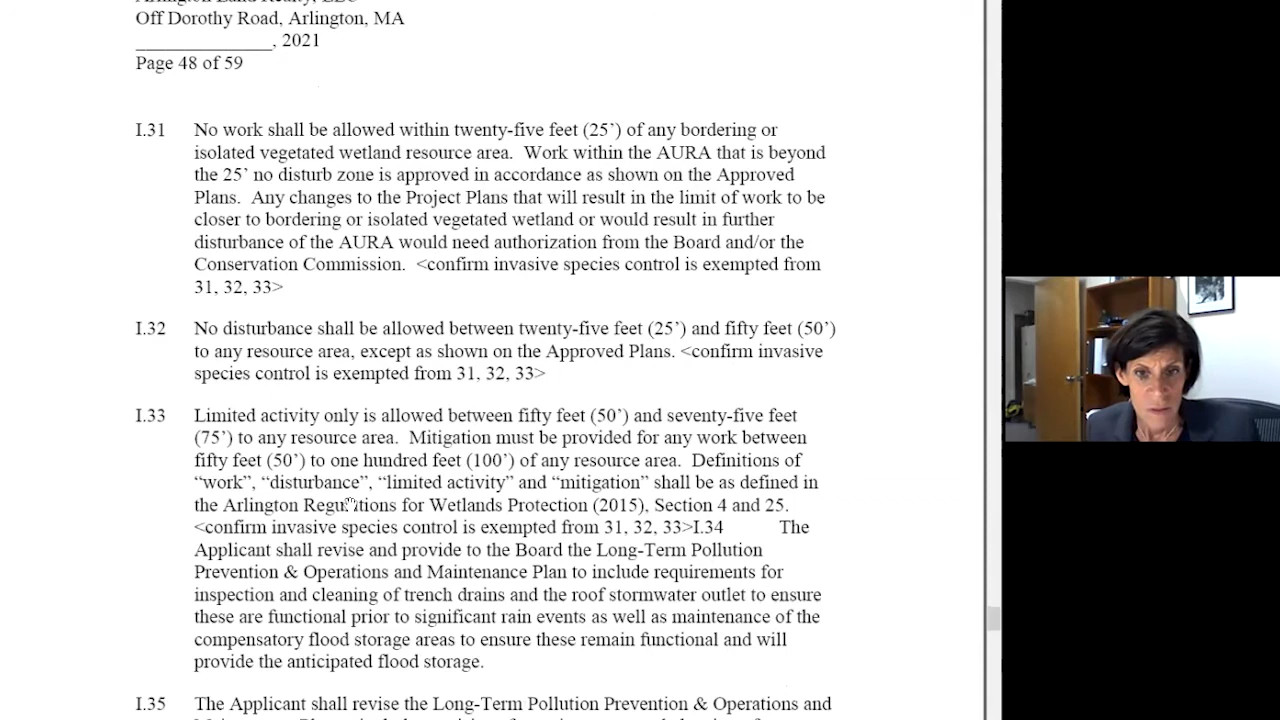 Arlington Land Realty, LLC
Off Dorothy Road, Arlington, MA
______________, 2021
Page 48 of 59
I.31 No work shall be allowed within twenty-five feet (25’) of any bordering or
isolated vegetated wetland resource area. Work within the AURA that is beyond
the 25’ no disturb zone is approved in accordance as shown on the Approved
Plans. Any changes to the Project Plans that will result in the limit of work to be
closer to bordering or isolated vegetated wetland or would result in further
disturbance of the AURA would need authorization from the Board and/or the
Conservation Commission. <confirm invasive species control is exempted from
31, 32, 33>
I.32 No disturbance shall be allowed between twenty-five feet (25’) and fifty feet (50’)
to any resource area, except as shown on the Approved Plans. <confirm invasive
species control is exempted from 31, 32, 33>
I.33 Limited activity only is allowed between fifty feet (50’) and seventy-five feet
(75’) to any resource area. Mitigation must be provided for any work between
fifty feet (50’) to one hundred feet (100’) of any resource area. Definitions of
“work”, “disturbance”, “limited activity” and “mitigation” shall be as defined in
the Arlington Regulations for Wetlands Protection (2015), Section 4 and 25.
<confirm invasive species control is exempted from 31, 32, 33>I.34 The
Applicant shall revise and provide to the Board the Long-Term Pollution
Prevention & Operations and Maintenance Plan to include requirements for
inspection and cleaning of trench drains and the roof stormwater outlet to ensure
these are functional prior to significant rain events as well as maintenance of the
compensatory flood storage areas to ensure these remain functional and will
provide the anticipated flood storage.
I.35 The Applicant shall revise the Long-Term Pollution Prevention & Operations and